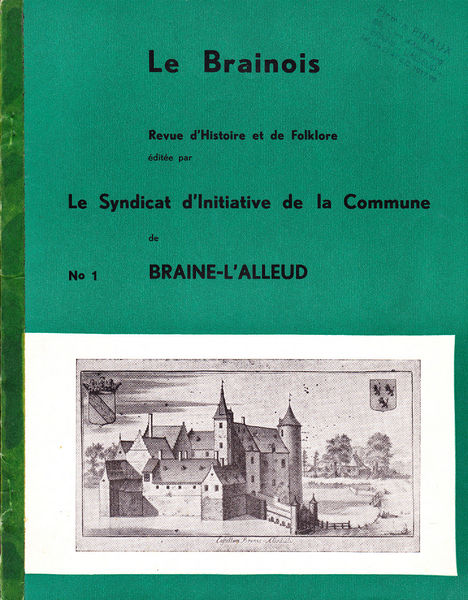 PIRAUX
Le Brainois
Revue d'Histoire et de Folklore
éditée par
Le Syndicat d'Initiative de la Commune
de
No 1 BRAINE-L'ALLEUD